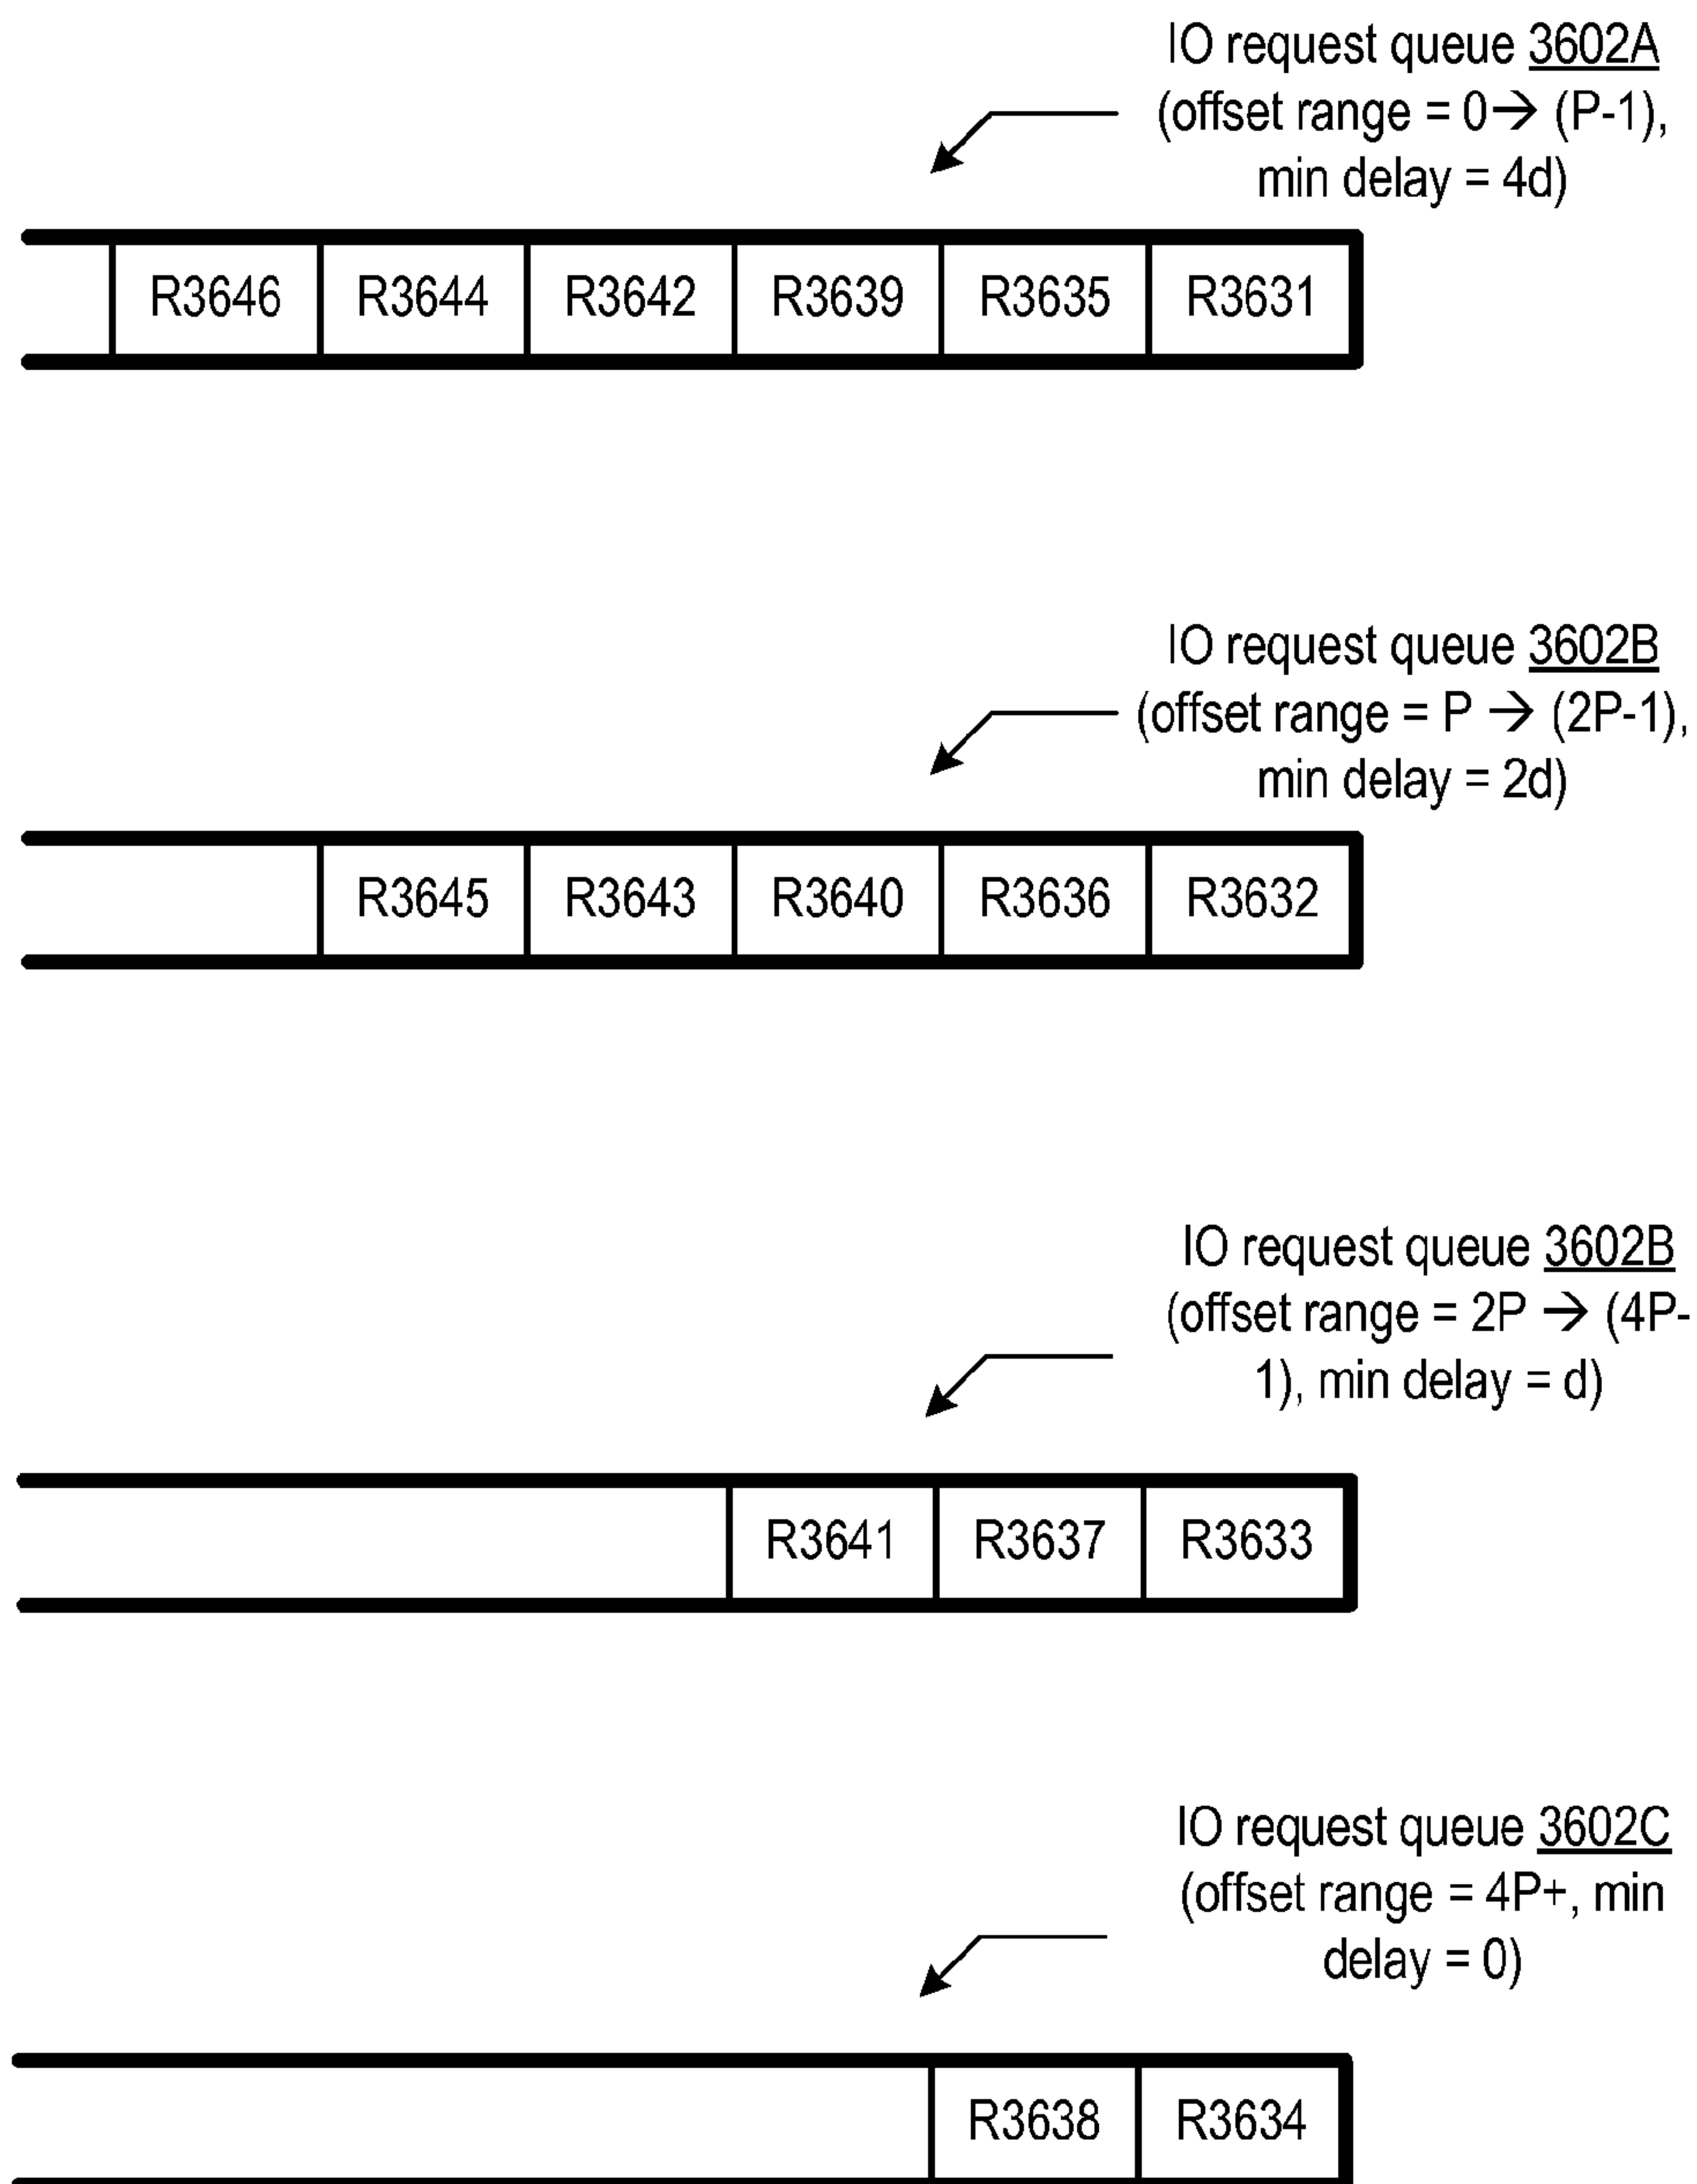 IO request queue 3602A
(offset range = 0→ (P-1),
min delay = 4d)
R3646 R3644 R3642 R3639 R3635 R3631
IO request queue 3602B
(offset range = P → (2P-1),
min delay = 2d)
R3645 R3643 R3640 R3636 R3632
IO request queue 3602B
(offset range = 2P → (4P-
1), min delay = d)
R3641 R3637 R3633
IO request queue 3602C
(offset range = 4P+, min
delay = 0)
R3638 R3634